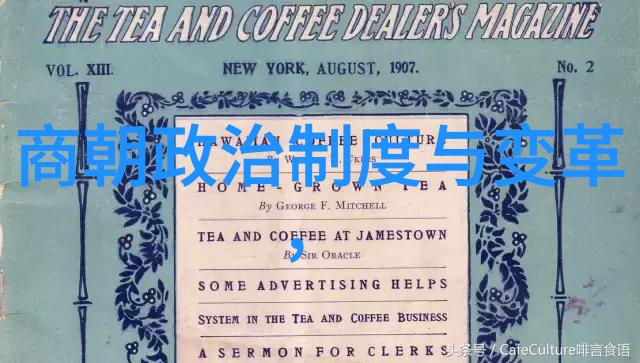 THE TEA AND COFFEE DEALER'S MAGAZINE
VOL. XIII. NEW YORK, AUGUST, 1907. No. 2
商朝政治制度与变革
HAWAIIAN COFFEE CULTURE
HOME-GROWN TEA
By GEORGE F. MITCHELL
TEA AND COFFEE AT JAMESTOWN
，
By SIR ORACLE
SOME ADVERTISING HELPS
SYSTEM IN THE TEA AND COFFEE BUSINESS
A SERMON FOR CLERKS
头条号 / CafeCulture啡言食语